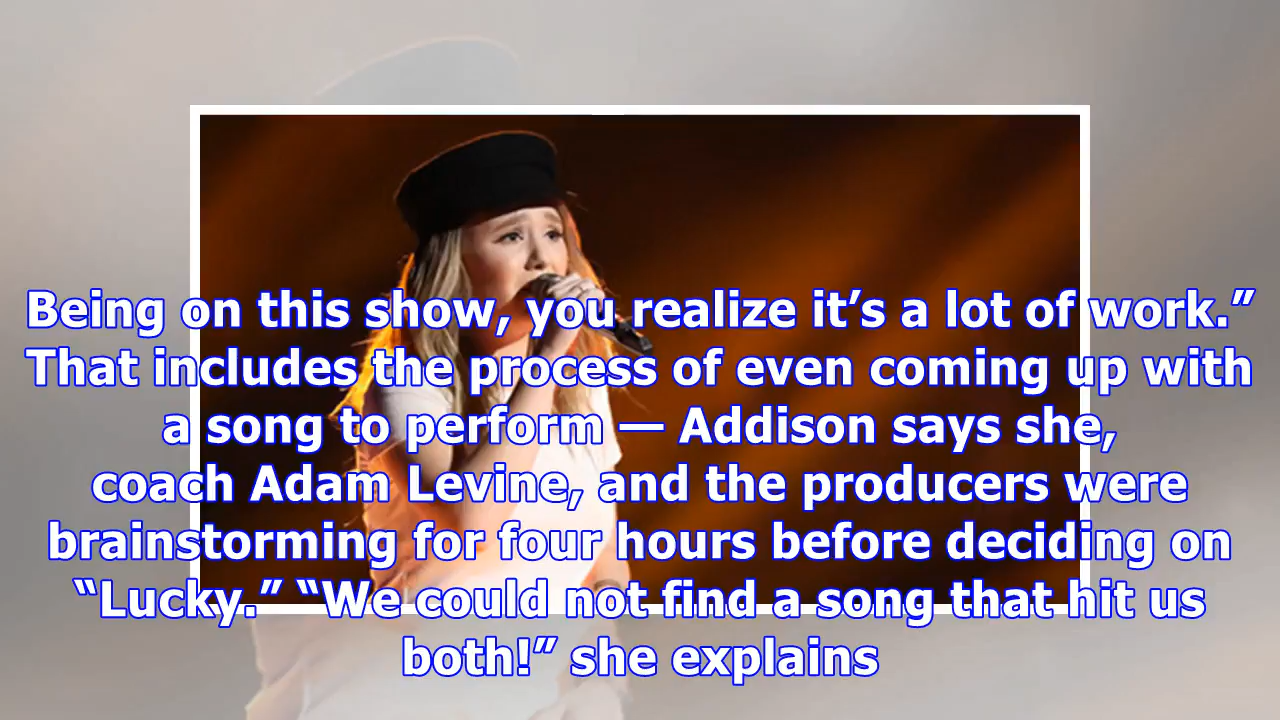 Being on this show, you realize it’s a lot of work.”
That includes the process of even coming up with
a song to perform — Addison says she,
coach Adam Levine, and the producers were
brainstorming for four hours before deciding on
“Lucky.” “We could not find a song that hit us
both!” she explains